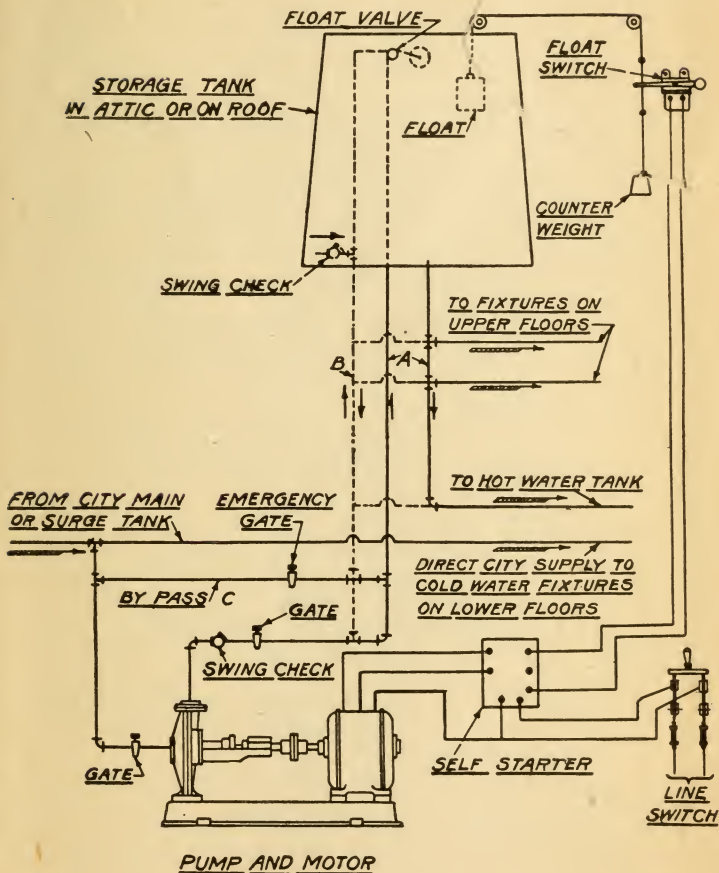 FLOAT VALVE
FLOAT
SWITCH
STORAGE TANK
IN ATTIC OR ON ROOF
FLOAT
COUNTER
WEIGHT
SWING CHECK
TO FIXTURES ON
UPPER FLOORS
B
A
TO HOT WATER TANK
FROM CITY MAIN
OR SURGE TANK
EMERGENCY
GATE
DIRECT CITY SUPPLY TO
COLD WATER FIXTURES
ON LOWER FLOORS
BY PASS C
GATE
SWING CHECK
GATE
SELF STARTER
LINE
SWITCH
PUMP AND MOTOR